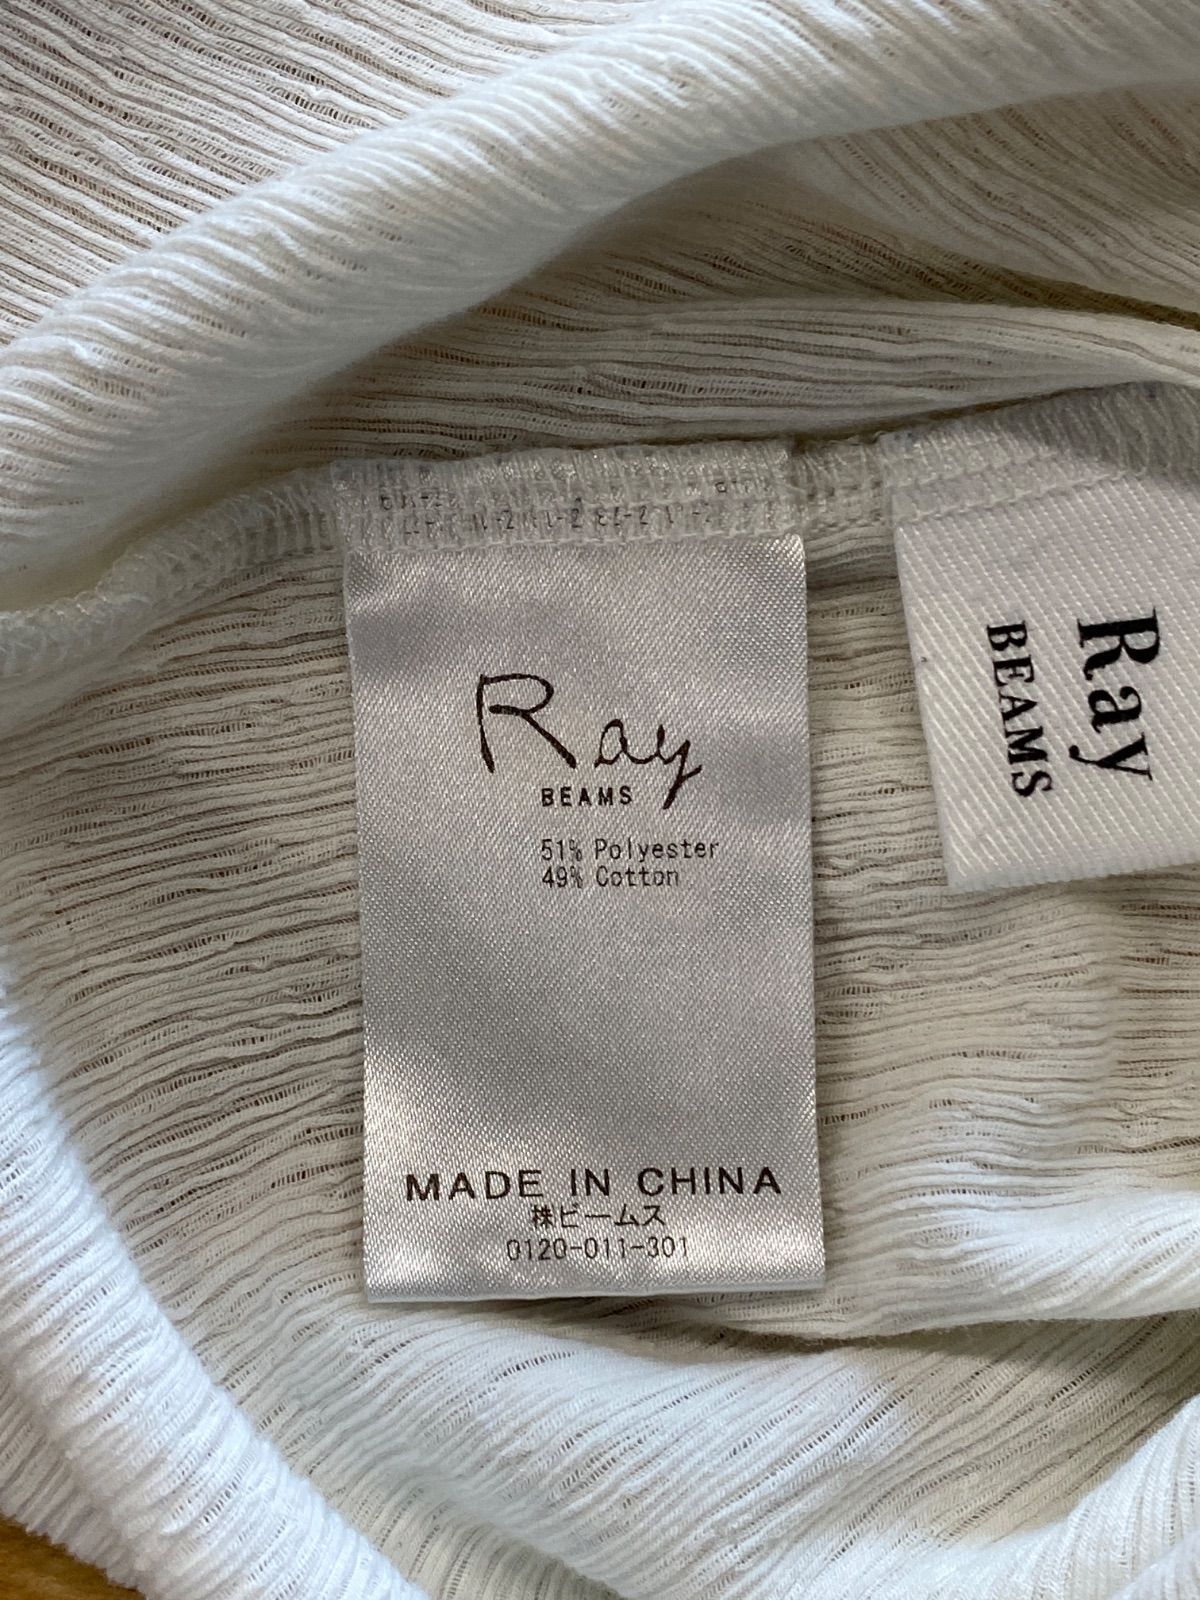 Ray
BEAMS
51% Polyester
49% Cotton
MADE IN CHINA
株ビームス
0120-011-301
Ray
BEAMS